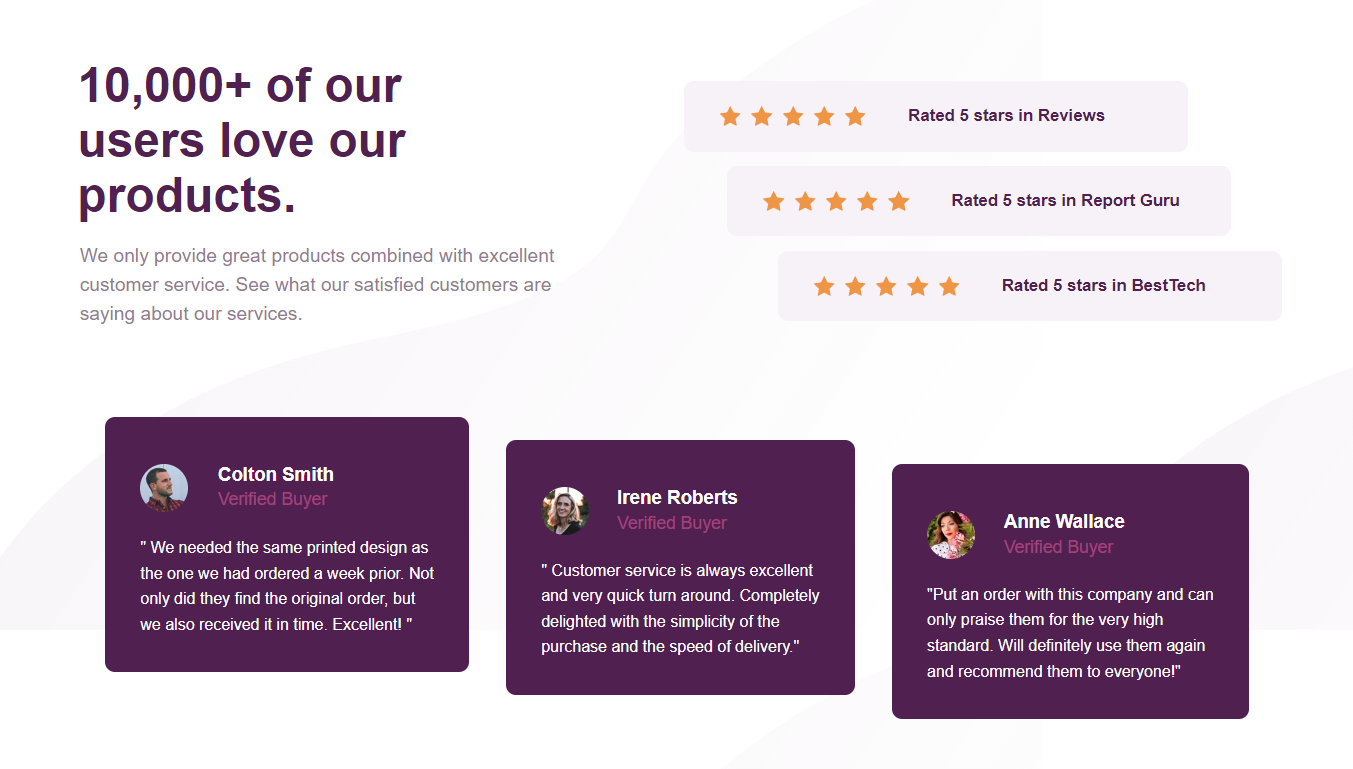 10,000+ of our
users love our
products.
We only provide great products combined with excellent
customer service. See what our satisfied customers are
saying about our services.
Rated 5 stars in Reviews
Rated 5 stars in Report Guru
Rated 5 stars in BestTech
Colton Smith
Verified Buyer
" We needed the same printed design as
the one we had ordered a week prior. Not
only did they find the original order, but
we also received it in time. Excellent! "
Irene Roberts
Verified Buyer
" Customer service is always excellent
and very quick turn around. Completely
delighted with the simplicity of the
purchase and the speed of delivery."
Anne Wallace
Verified Buyer
"Put an order with this company and can
only praise them for the very high
standard. Will definitely use them again
and recommend them to everyone!"